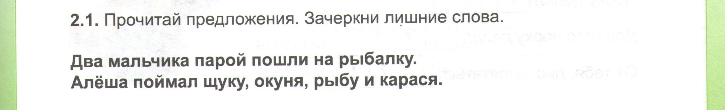 2.1. Прочитай предложения. Зачеркни лишние слова.
Два мальчика парой пошли на рыбалку.
Алёша поймал щуку, окуня, рыбу и карася.